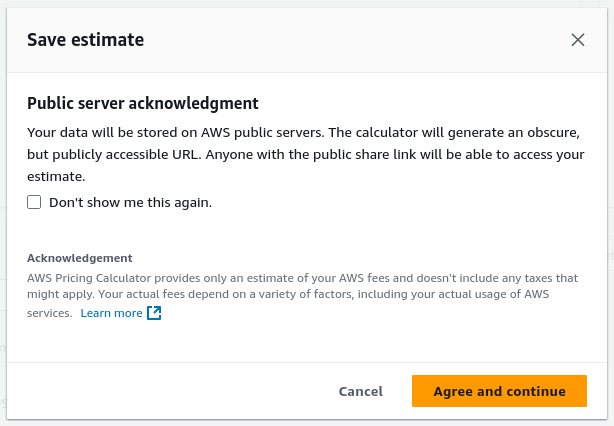 Save estimate
Public server acknowledgment
Your data will be stored on AWS public servers. The calculator will generate an obscure,
but publicly accessible URL. Anyone with the public share link will be able to access your
estimate.
Don't show me this again.
Acknowledgement
AWS Pricing Calculator provides only an estimate of your AWS fees and doesn't include any taxes that
might apply. Your actual fees depend on a variety of factors, including your actual usage of AWS
services. Learn more
Cancel Agree and continue